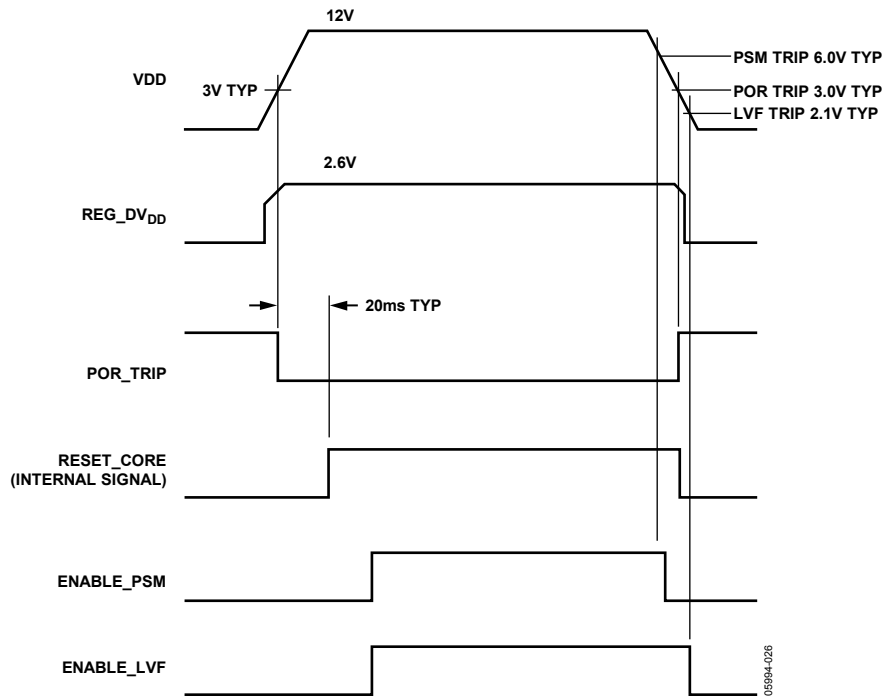 12V
VDD
3V TYP
PSM TRIP 6.0V TYP
POR TRIP 3.0V TYP
LVF TRIP 2.1V TYP
2.6V
REG_DVDD
20ms TYP
POR_TRIP
RESET_CORE
(INTERNAL SIGNAL)
ENABLE_PSM
ENABLE_LVF
05994-026